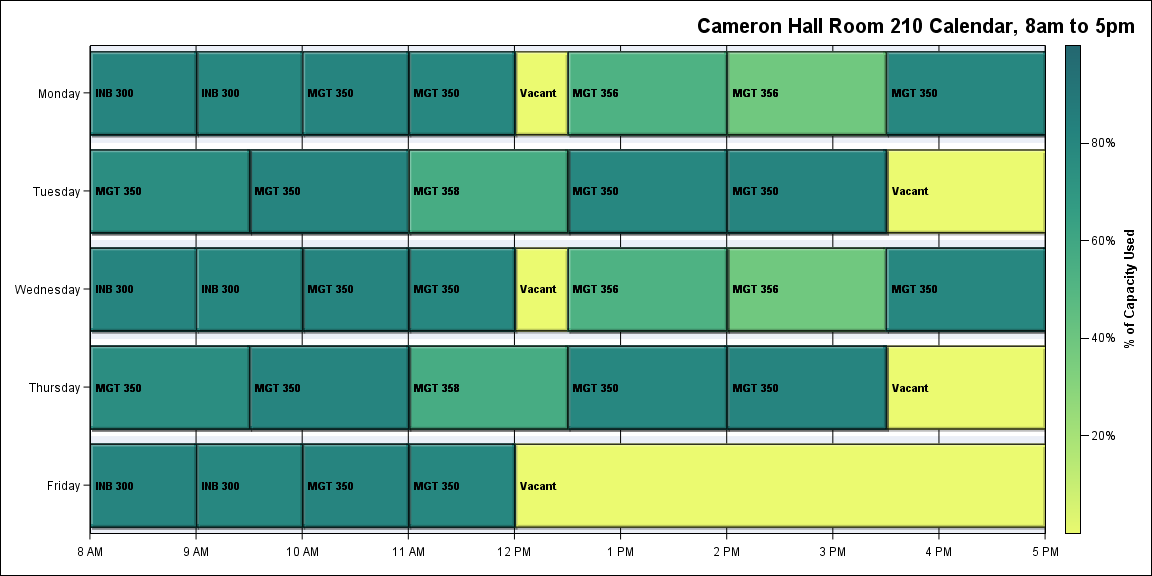 Cameron Hall Room 210 Calendar, 8am to 5pm
Monday
INB 300
INB 300
MGT 350
MGT 350
Vacant
MGT 356
MGT 356
MGT 350
Tuesday
MGT 350
MGT 350
MGT 358
MGT 350
MGT 350
Vacant
Wednesday
INB 300
INB 300
MGT 350
MGT 350
Vacant
MGT 356
MGT 356
MGT 350
Thursday
MGT 350
MGT 350
MGT 358
MGT 350
MGT 350
Vacant
Friday
INB 300
INB 300
MGT 350
MGT 350
Vacant
8 AM
9 AM
10 AM
11 AM
12 PM
1 PM
2 PM
3 PM
4 PM
5 PM
80%
60%
40%
20%
% of Capacity Used